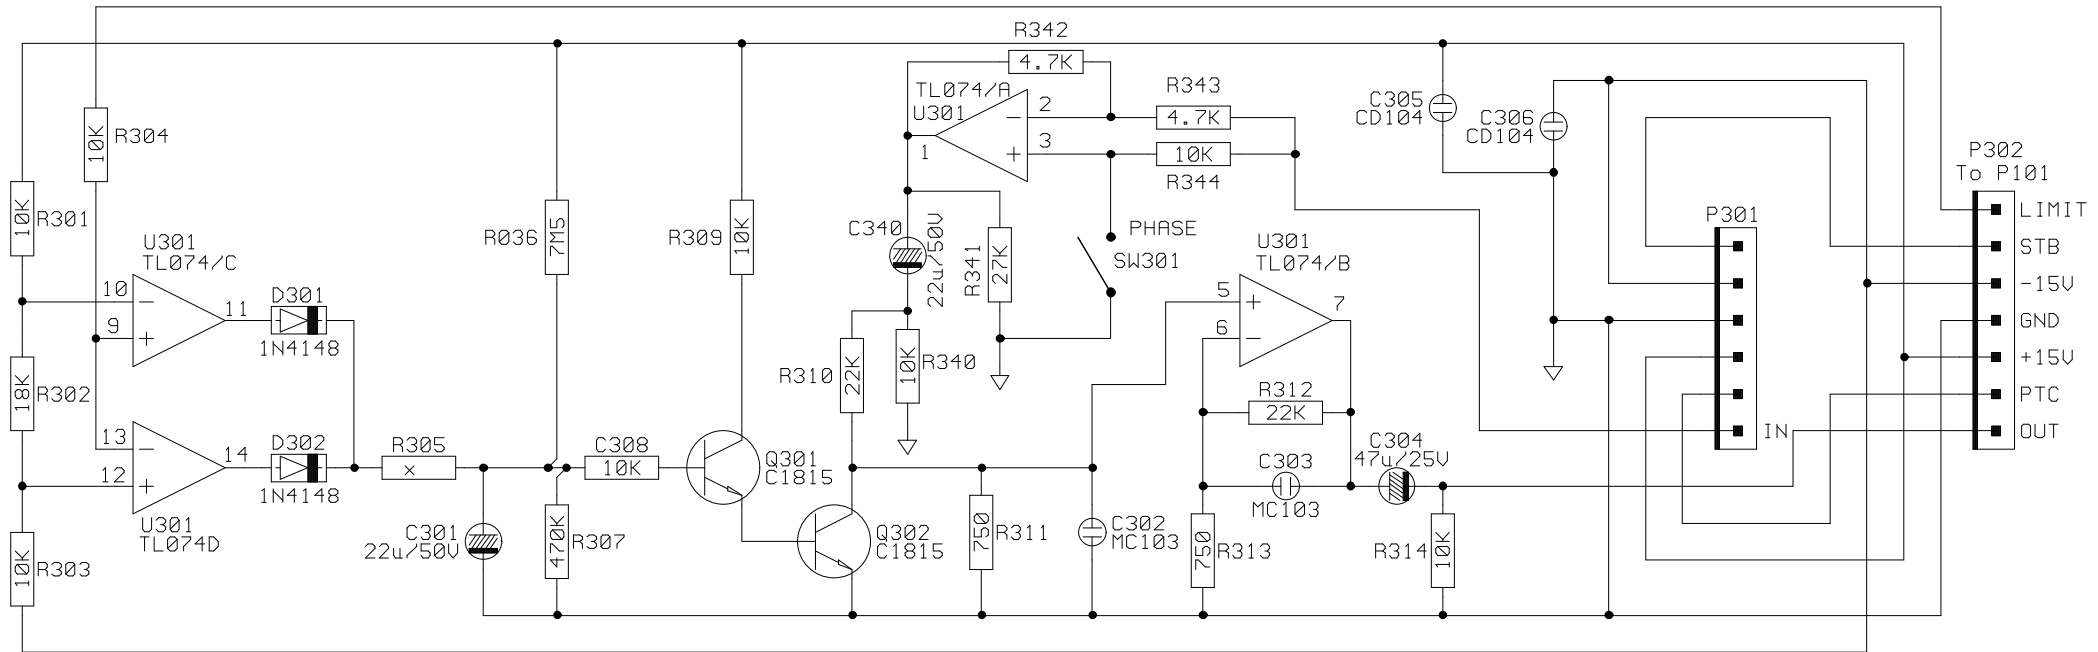 R342
4.7K
TL074/A
U301
2
R343
4.7K
3
1
10K
R344
C305
CD104
C306
CD104
P302
To P101
10K
R304
10K
R301
U301
TL074/C
10
9
11
D301
1N4148
R036
7M5
R309
10K
C340
22u/50V
R341
27K
PHASE
SW301
U301
TL074/B
5
6
7
P301
IN
LIMIT
STB
-15V
GND
+15V
PTC
OUT
18K
R302
13
12
14
D302
1N4148
U301
TL074D
R305
x
C308
10K
Q301
C1815
R310
22K
10K
R340
R312
22K
C303
MC103
C304
47u/25V
10K
R303
C301
22u/50V
470K
R307
Q302
C1815
750
R311
C302
MC103
750
R313
R314
10K